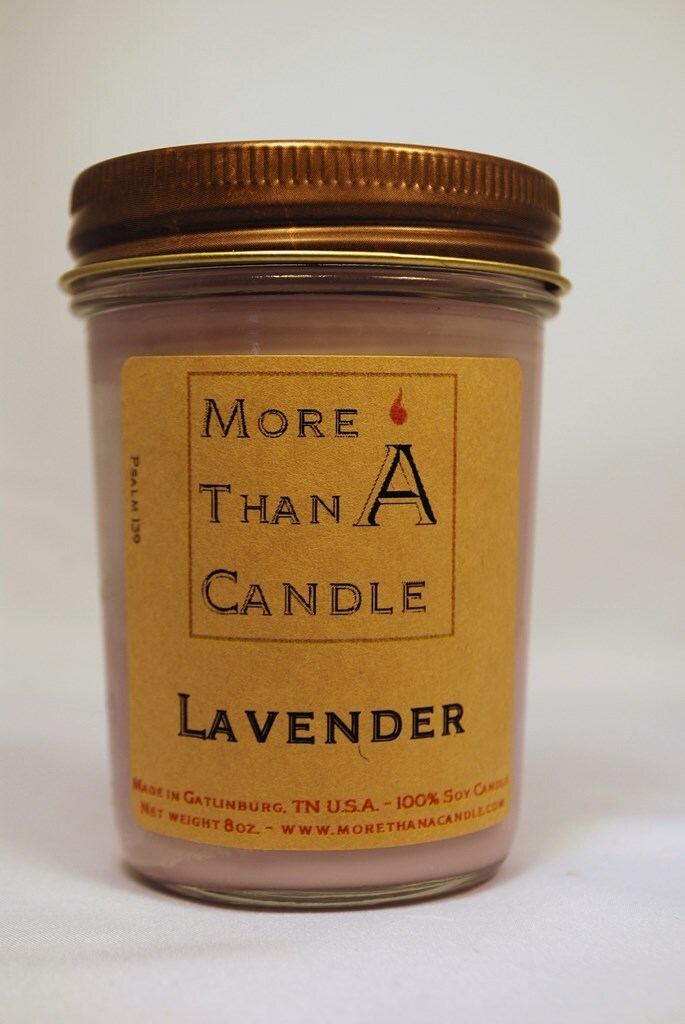 More
Than A
Candle
Psalm 139
Lavender
Made in Gatlinburg, TN U.S.A. - 100% Soy Candle
Net weight 8oz. - www.morethanacandle.com